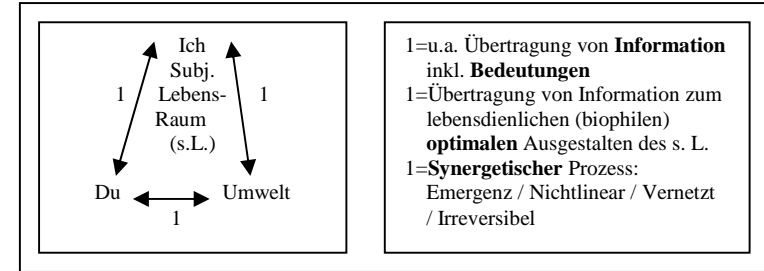 Ich
Subj.
1 Lebens- 1
Raum
(s.L.)
Du Umwelt
1
1=u.a. Übertragung von Information
inkl. Bedeutungen
1=Übertragung von Information zum
lebensdienlichen (biophilen)
optimalen Ausgestalten des s. L.
1=Synergetischer Prozess:
Emergenz / Nichtlinear / Vernetzt
/ Irreversibel